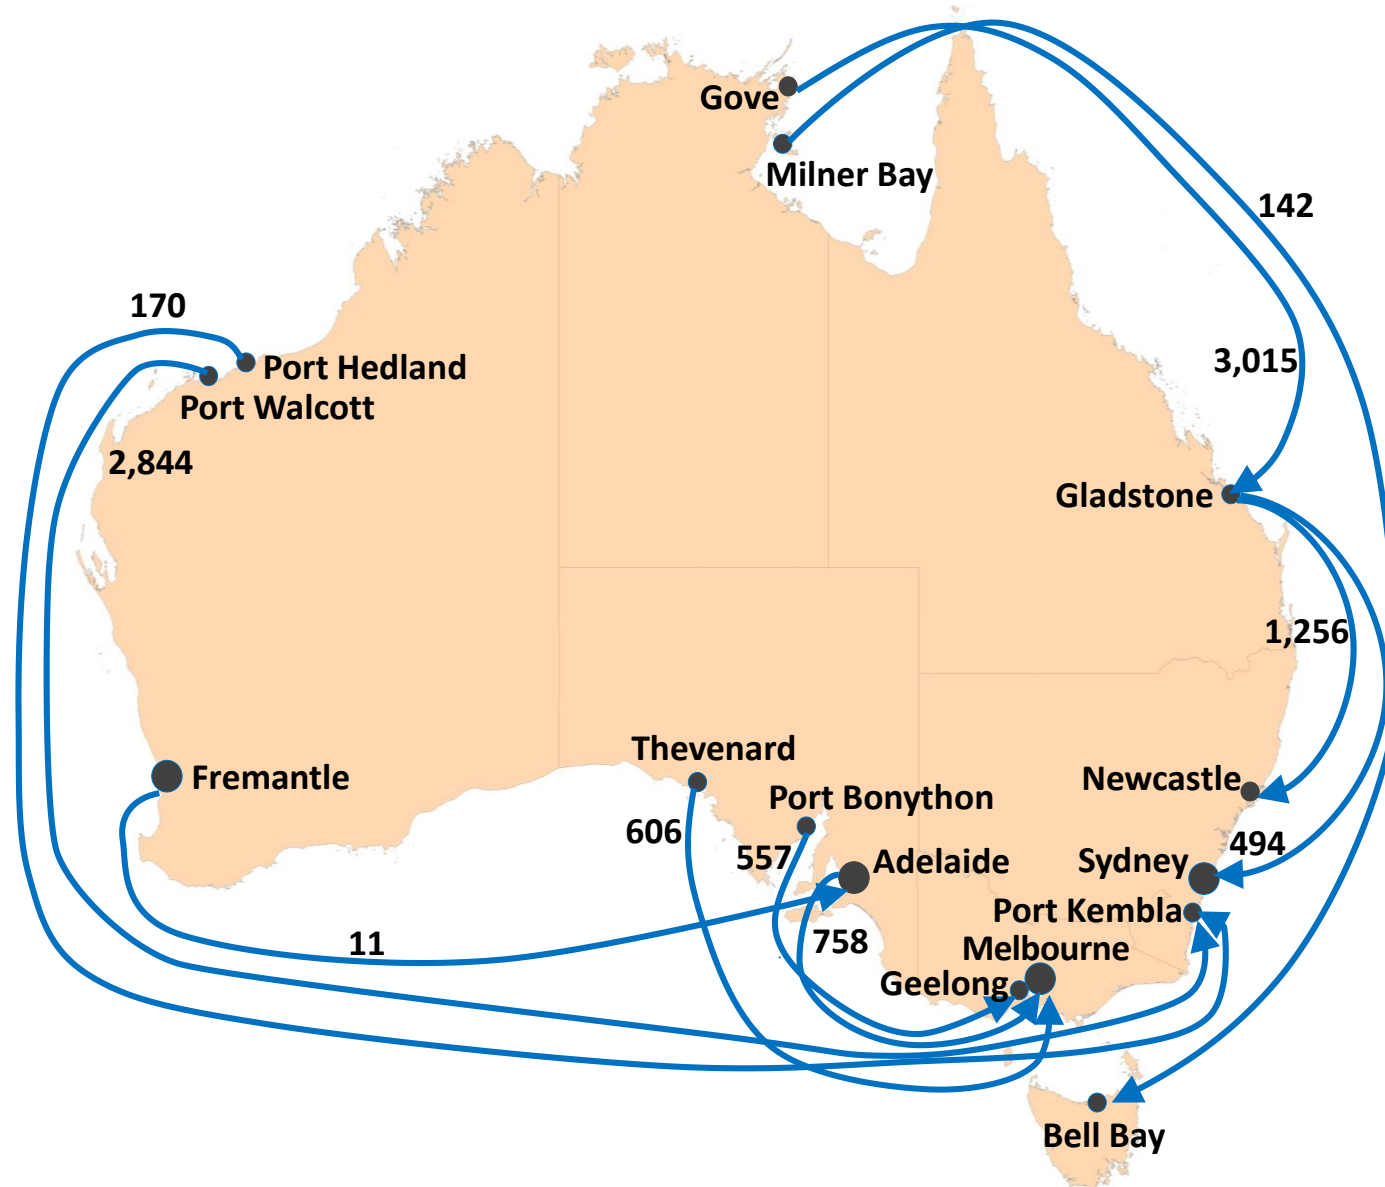 Gove
Milner Bay
142
170
3,015
Port Hedland
Port Walcott
2,844
Gladstone
1,256
Thevenard
Fremantle
Newcastle
Port Bonython
606
557
494
Adelaide
Sydney
Port Kembla
11
758
Melbourne
Geelong
Bell Bay